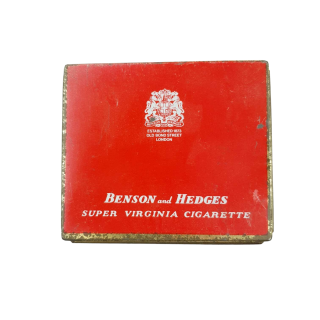 ESTABLISHED 1873
OLD BOND STREET
LONDON
BENSON and HEDGES
SUPER VIRGINIA CIGARETTE